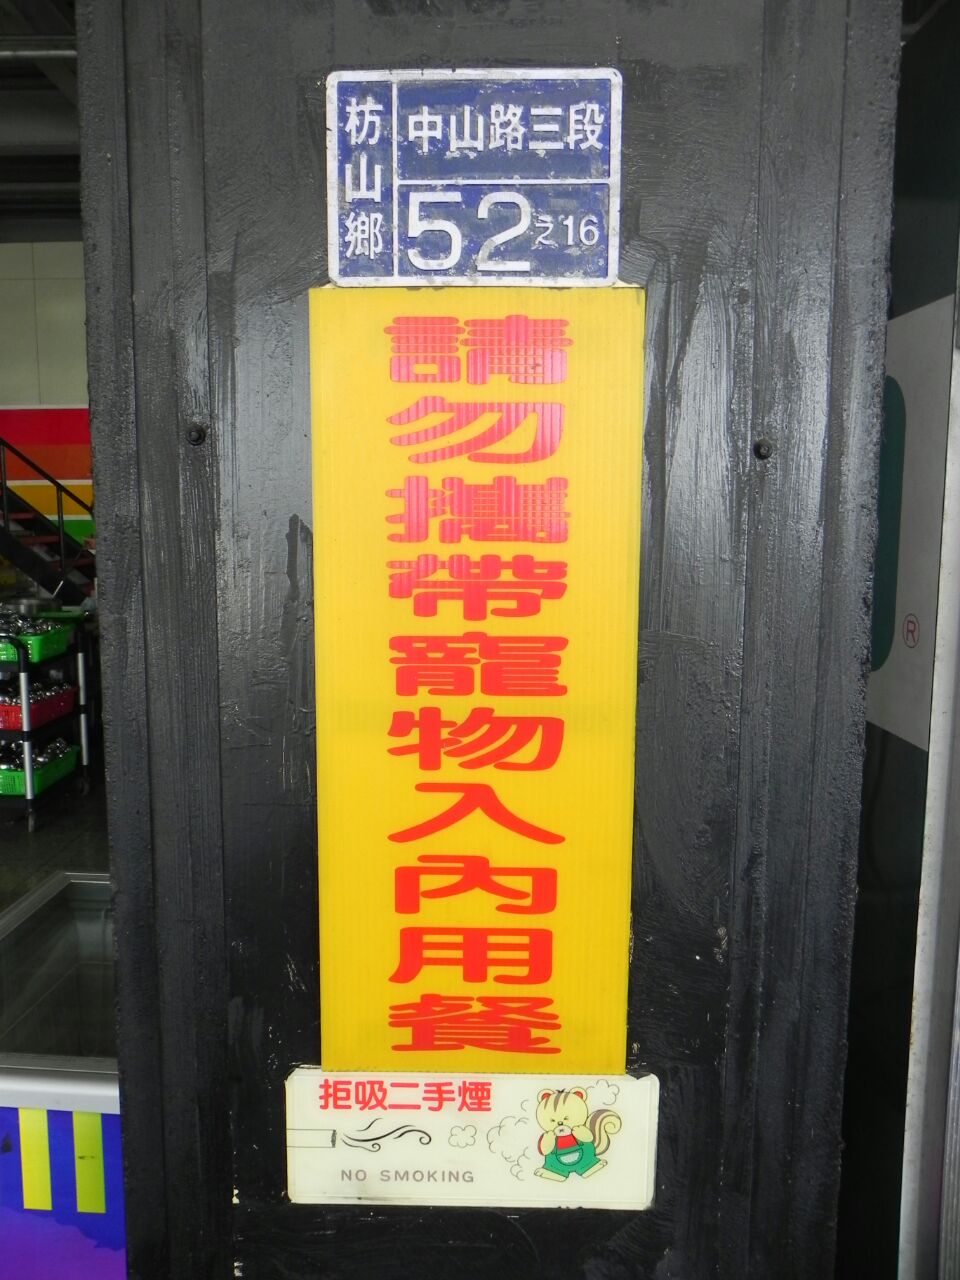 枋山鄉
中山路三段
52之16
請勿攜帶寵物入內用餐
拒吸二手煙
NO SMOKING
®